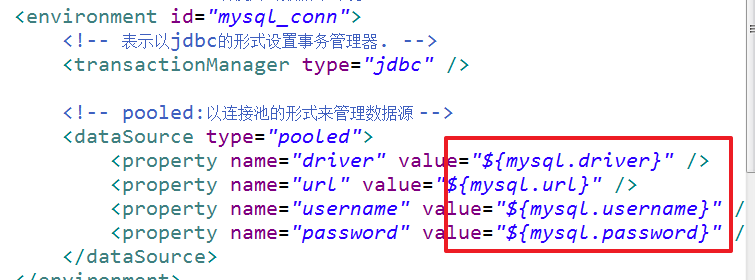 <environment id="mysql_conn">
<!-- 表示以jdbc的形式设置事务管理器. -->
<transactionManager type="jdbc" />
<!-- pooled:以连接池的形式来管理数据源 -->
<dataSource type="pooled">
<property name="driver" value="${mysql.driver}" />
<property name="url" value="${mysql.url}" />
<property name="username" value="${mysql.username}" /
<property name="password" value="${mysql.password}" /
</dataSource>
</environment>